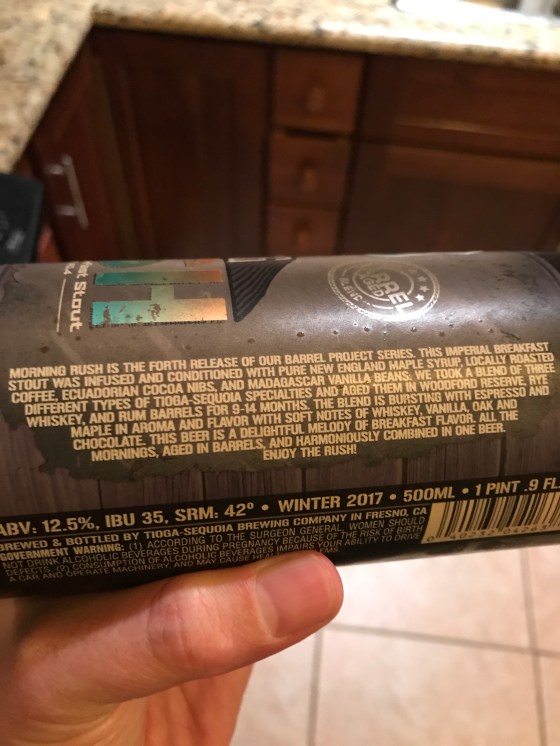 st Stout
BARREL
MORNING RUSH IS THE FORTH RELEASE OF OUR BARREL PROJECT SERIES. THIS IMPERIAL BREAKFAST
STOUT WAS INFUSED AND CONDITIONED WITH PURE NEW ENGLAND MAPLE SYRUP, LOCALLY ROASTED
COFFEE, ECUADORIAN COCOA NIBS, AND MADAGASCAR VANILLA BEANS. WE TOOK A BLEND OF THREE
DIFFERENT TYPES OF TIOGA-SEQUOIA SPECIALTIES AND AGED THEM IN WOODFORD RESERVE, RYE
WHISKEY, AND RUM BARRELS FOR 9-14 MONTHS. THE BLEND IS BURSTING WITH ESPRESSO AND
MAPLE IN AROMA AND FLAVOR WITH SOFT NOTES OF WHISKEY, VANILLA, OAK AND
CHOCOLATE. THIS BEER IS A DELIGHTFUL MELODY OF BREAKFAST FLAVOR. ALL THE
MORNINGS, AGED IN BARRELS, AND HARMONIOUSLY COMBINED IN ONE BEER.
ENJOY THE RUSH!
ABV: 12.5%, IBU 35, SRM: 42º • WINTER 2017 • 500ML • 1 PINT .9 FL.
BREWED & BOTTLED BY TIOGA-SEQUOIA BREWING COMPANY IN FRESNO, CA
GOVERNMENT WARNING: (1) ACCORDING TO THE SURGEON GENERAL, WOMEN SHOULD
NOT DRINK ALCOHOLIC BEVERAGES DURING PREGNANCY BECAUSE OF THE RISK OF BIRTH
DEFECTS. (2) CONSUMPTION OF ALCOHOLIC BEVERAGES IMPAIRS YOUR ABILITY TO DRIVE
A CAR AND OPERATE MACHINERY, AND MAY CAUSE